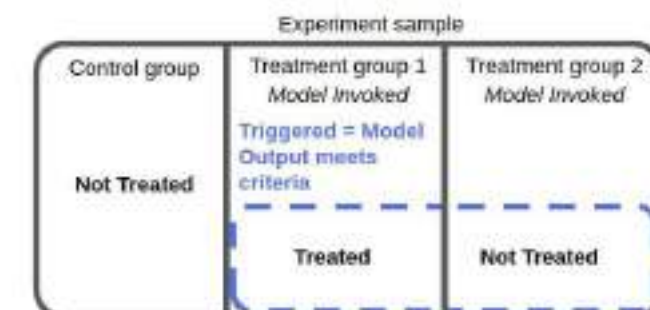 Experiment sample
Control group
Not Treated
Treatment group 1
Model Invoked
Triggered = Model
Output meets
criteria
Treated
Treatment group 2
Model Invoked
Not Treated